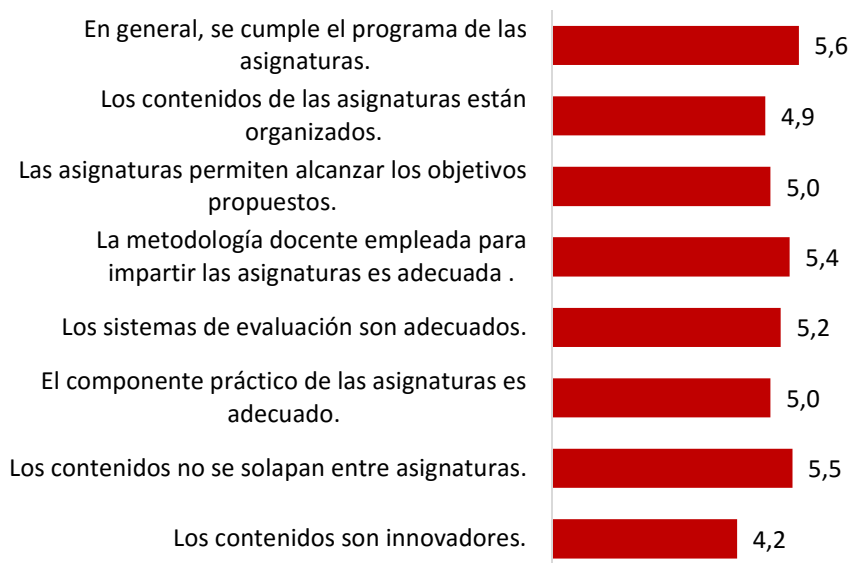 En general, se cumple el programa de las
asignaturas.
5,6
Los contenidos de las asignaturas están
organizados.
4,9
Las asignaturas permiten alcanzar los objetivos
propuestos.
5,0
La metodología docente empleada para
impartir las asignaturas es adecuada .
5,4
Los sistemas de evaluación son adecuados.
5,2
El componente práctico de las asignaturas es
adecuado.
5,0
Los contenidos no se solapan entre asignaturas.
5,5
Los contenidos son innovadores.
4,2